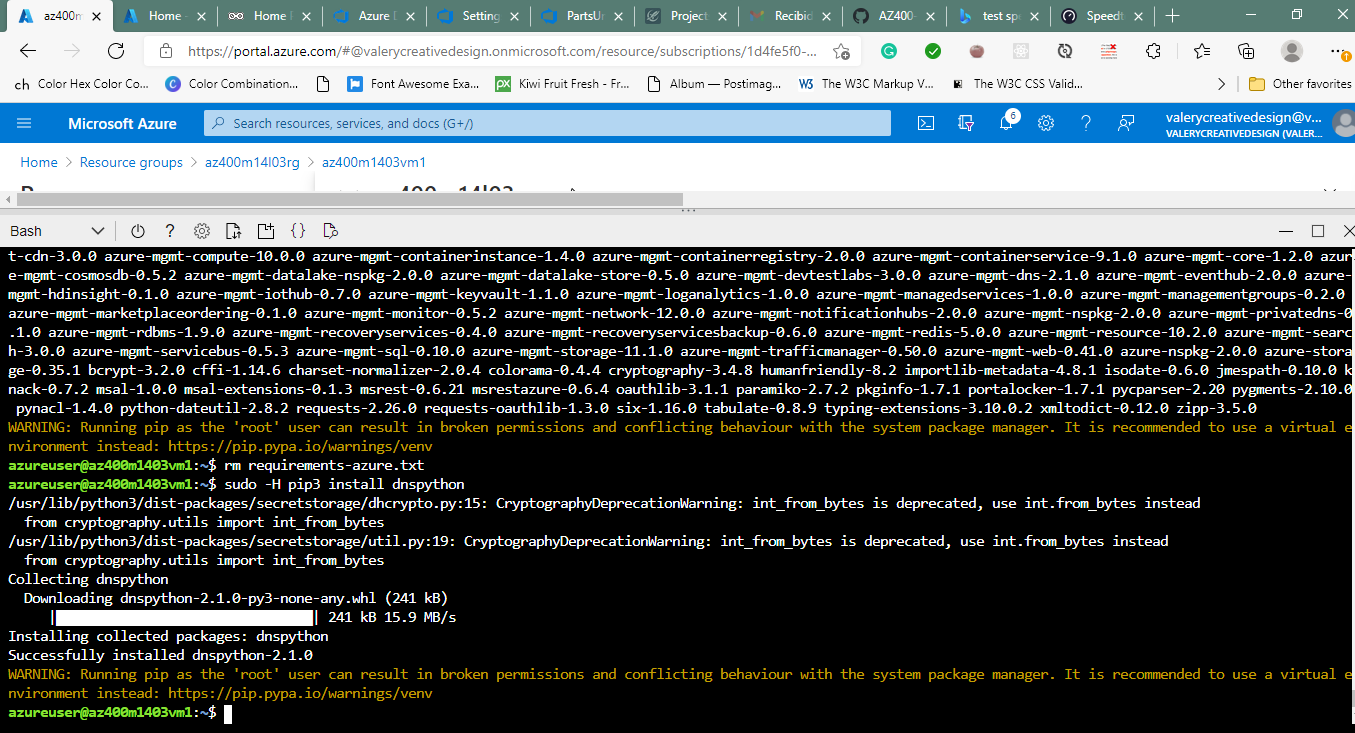 az400m
Home -
Home
Azure D
Setting
PartsUn
Project
Recibid
AZ400-
test spe
Speedt
https://portal.azure.com/#@valerycreativedesign.onmicrosoft.com/resource/subscriptions/1d4fe5f0-...
ch Color Hex Color Co...
Color Combination...
Font Awesome Exa...
Kiwi Fruit Fresh - Fr...
Album — Postimag...
The W3C Markup V...
The W3C CSS Valid...
Other favorites
Microsoft Azure
Search resources, services, and docs (G+/)
6
valerycreativedesign@v...
VALERYCREATIVEDESIGN (VALER...
Home > Resource groups > az400m14l03rg > az400m1403vm1
Bash
t-cdn-3.0.0 azure-mgmt-compute-10.0.0 azure-mgmt-containerinstance-1.4.0 azure-mgmt-containerregistry-2.0.0 azure-mgmt-containerservice-9.1.0 azure-mgmt-core-1.2.0 azur
e-mgmt-cosmosdb-0.5.2 azure-mgmt-datalake-nspkg-2.0.0 azure-mgmt-datalake-store-0.5.0 azure-mgmt-devtestlabs-3.0.0 azure-mgmt-dns-2.1.0 azure-mgmt-eventhub-2.0.0 azure-
mgmt-hdinsight-0.1.0 azure-mgmt-iothub-0.7.0 azure-mgmt-keyvault-1.1.0 azure-mgmt-loganalytics-1.0.0 azure-mgmt-managedservices-1.0.0 azure-mgmt-managementgroups-0.2.0
azure-mgmt-marketplaceordering-0.1.0 azure-mgmt-monitor-0.5.2 azure-mgmt-network-12.0.0 azure-mgmt-notificationhubs-2.0.0 azure-mgmt-nspkg-2.0.0 azure-mgmt-privatedns-0
.1.0 azure-mgmt-rdbms-1.9.0 azure-mgmt-recoveryservices-0.4.0 azure-mgmt-recoveryservicesbackup-0.6.0 azure-mgmt-redis-5.0.0 azure-mgmt-resource-10.2.0 azure-mgmt-searc
h-3.0.0 azure-mgmt-servicebus-0.5.3 azure-mgmt-sql-0.10.0 azure-mgmt-storage-11.1.0 azure-mgmt-trafficmanager-0.50.0 azure-mgmt-web-0.41.0 azure-nspkg-2.0.0 azure-stora
ge-0.35.1 bcrypt-3.2.0 cffi-1.14.6 charset-normalizer-2.0.4 colorama-0.4.4 cryptography-3.4.8 humanfriendly-8.2 importlib-metadata-4.8.1 isodate-0.6.0 jmespath-0.10.0 k
nack-0.7.2 msal-1.0.0 msal-extensions-0.1.3 msrest-0.6.21 msrestazure-0.6.4 oauthlib-3.1.1 paramiko-2.7.2 pkginfo-1.7.1 portalocker-1.7.1 pycparser-2.20 pygments-2.10.0
pynacl-1.4.0 python-dateutil-2.8.2 requests-2.26.0 requests-oauthlib-1.3.0 six-1.16.0 tabulate-0.8.9 typing-extensions-3.10.0.2 xmltodict-0.12.0 zipp-3.5.0
WARNING: Running pip as the 'root' user can result in broken permissions and conflicting behaviour with the system package manager. It is recommended to use a virtual e
nvironment instead: https://pip.pypa.io/warnings/venv
azureuser@az400m1403vm1:~$ rm requirements-azure.txt
azureuser@az400m1403vm1:~$ sudo -H pip3 install dnspython
/usr/lib/python3/dist-packages/secretstorage/dhcrypto.py:15: CryptographyDeprecationWarning: int_from_bytes is deprecated, use int.from_bytes instead
from cryptography.utils import int_from_bytes
/usr/lib/python3/dist-packages/secretstorage/util.py:19: CryptographyDeprecationWarning: int_from_bytes is deprecated, use int.from_bytes instead
from cryptography.utils import int_from_bytes
Collecting dnspython
Downloading dnspython-2.1.0-py3-none-any.whl (241 kB)
| | 241 kB 15.9 MB/s
Installing collected packages: dnspython
Successfully installed dnspython-2.1.0
WARNING: Running pip as the 'root' user can result in broken permissions and conflicting behaviour with the system package manager. It is recommended to use a virtual e
nvironment instead: https://pip.pypa.io/warnings/venv
azureuser@az400m1403vm1:~$